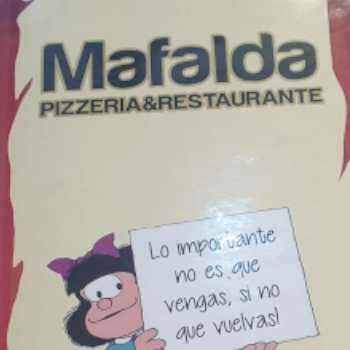 Mafalda
PIZZERIA&RESTAURANTE
Lo importante
no es que
vengas, si no
que vuelvas!